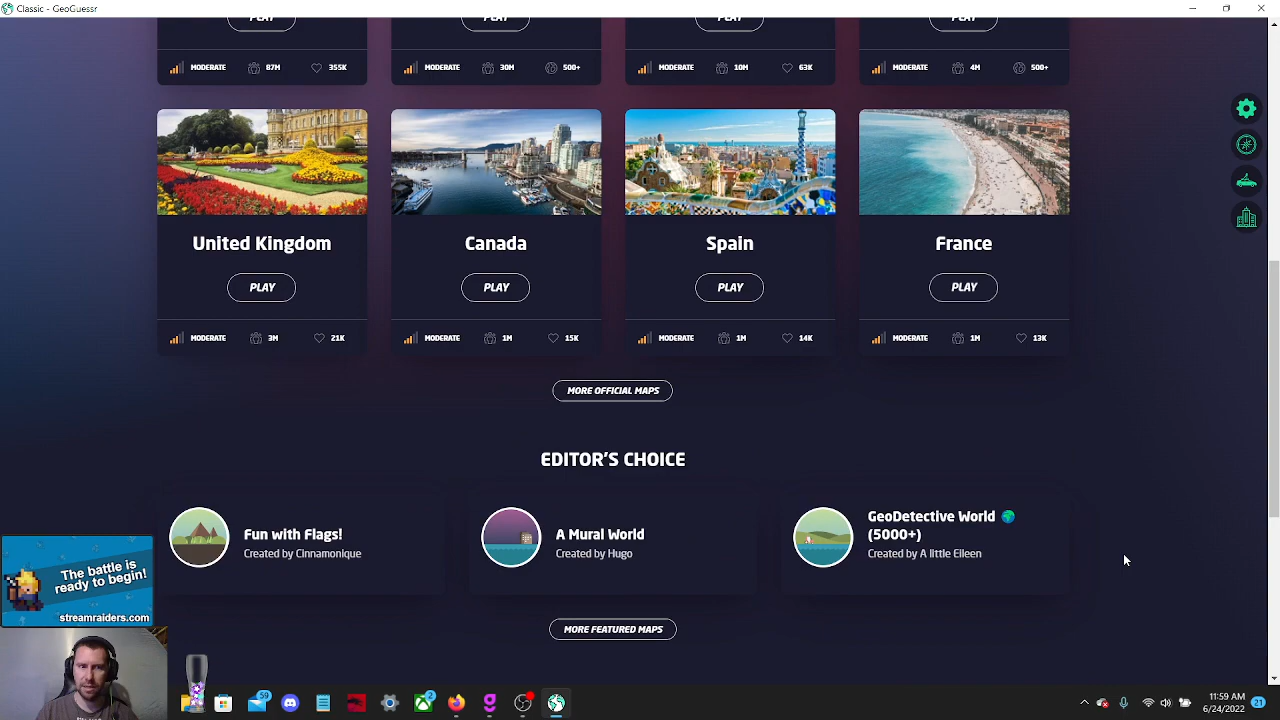 Classic - GeoGuessr
PLAY PLAY PLAY PLAY
MODERATE 87M 355K
MODERATE 30M 500+
MODERATE 10M 63K
MODERATE 4M 500+
United Kingdom
PLAY
MODERATE 3M 21K
Canada
PLAY
MODERATE 1M 15K
Spain
PLAY
MODERATE 1M 14K
France
PLAY
MODERATE 1M 13K
MORE OFFICIAL MAPS
EDITOR'S CHOICE
Fun with Flags!
Created by Cinnamonique
A Mural World
Created by Hugo
GeoDetective World
(5000+)
Created by A little Eileen
MORE FEATURED MAPS
The battle is
ready to begin!
streamraiders.com
59
2
11:59 AM
6/24/2022
21